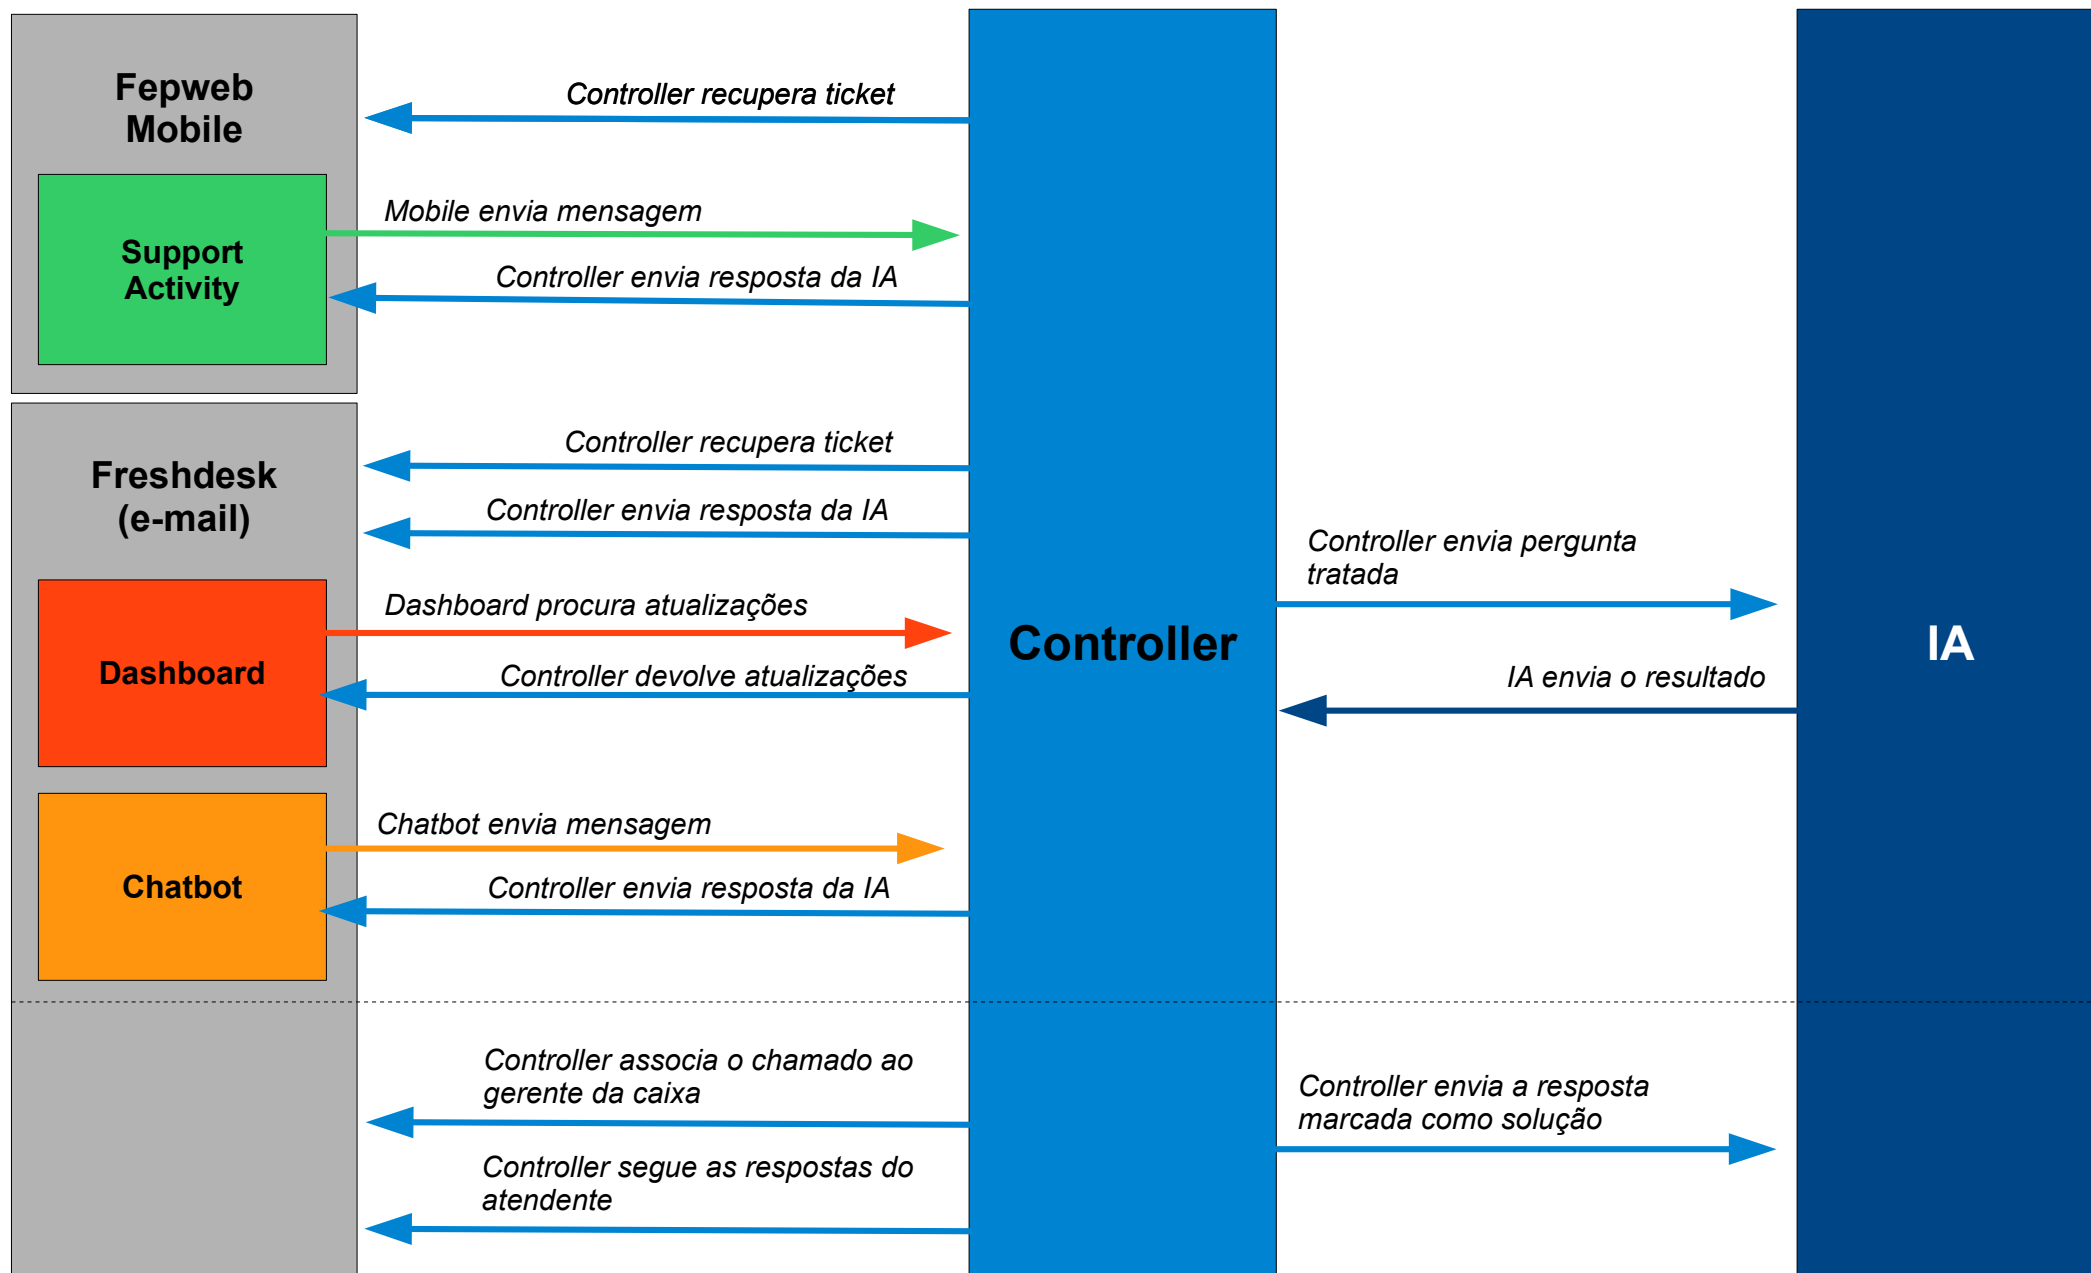 Fepweb
Mobile
Controller recupera ticket
Support
Activity
Mobile envia mensagem
Controller envia resposta da IA
Freshdesk
(e-mail)
Controller recupera ticket
Controller envia resposta da IA
Dashboard
Dashboard procura atualizações
Controller devolve atualizações
Chatbot
Chatbot envia mensagem
Controller envia resposta da IA
Controller associa o chamado ao
gerente da caixa
Controller segue as respostas do
atendente
Controller
Controller envia pergunta
tratada
IA envia o resultado
Controller envia a resposta
marcada como solução
IA